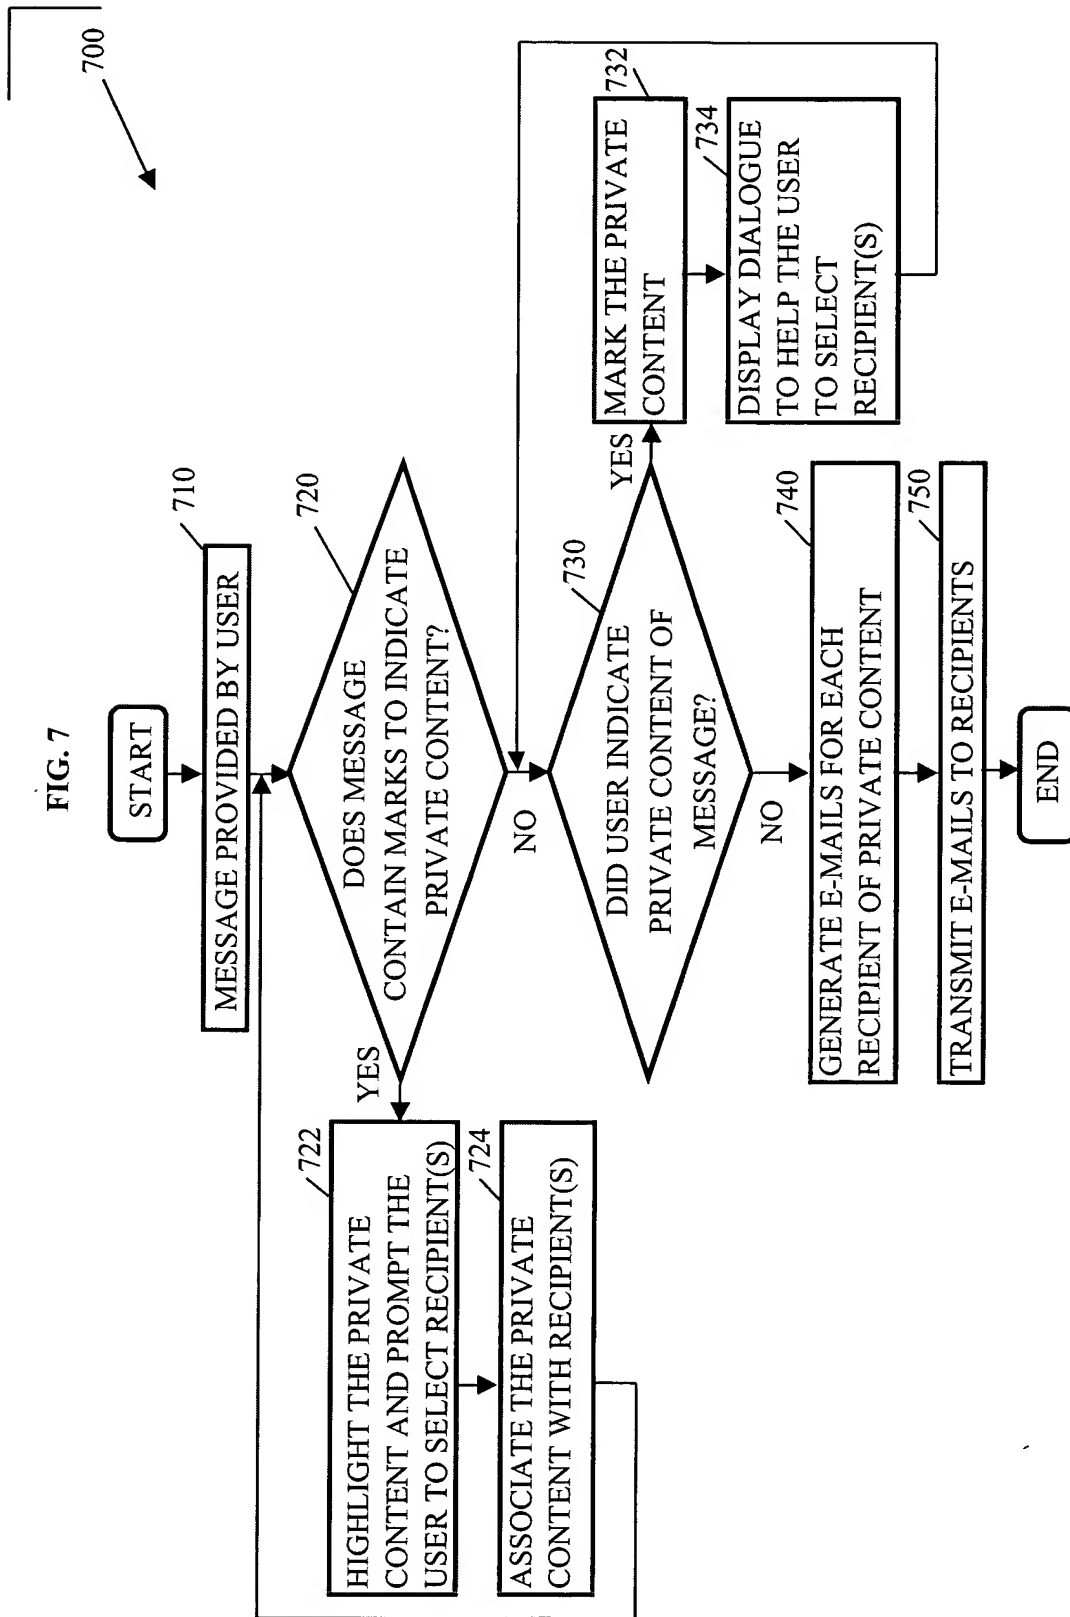 FIG. 7
700
START
710
MESSAGE PROVIDED BY USER
720
DOES MESSAGE
CONTAIN MARKS TO INDICATE
PRIVATE CONTENT?
YES
722
HIGHLIGHT THE PRIVATE
CONTENT AND PROMPT THE
USER TO SELECT RECIPIENT(S)
724
ASSOCIATE THE PRIVATE
CONTENT WITH RECIPIENT(S)
NO
730
DID USER INDICATE
PRIVATE CONTENT OF
MESSAGE?
YES
732
MARK THE PRIVATE
CONTENT
734
DISPLAY DIALOGUE
TO HELP THE USER
TO SELECT
RECIPIENT(S)
NO
740
GENERATE E-MAILS FOR EACH
RECIPIENT OF PRIVATE CONTENT
750
TRANSMIT E-MAILS TO RECIPIENTS
END